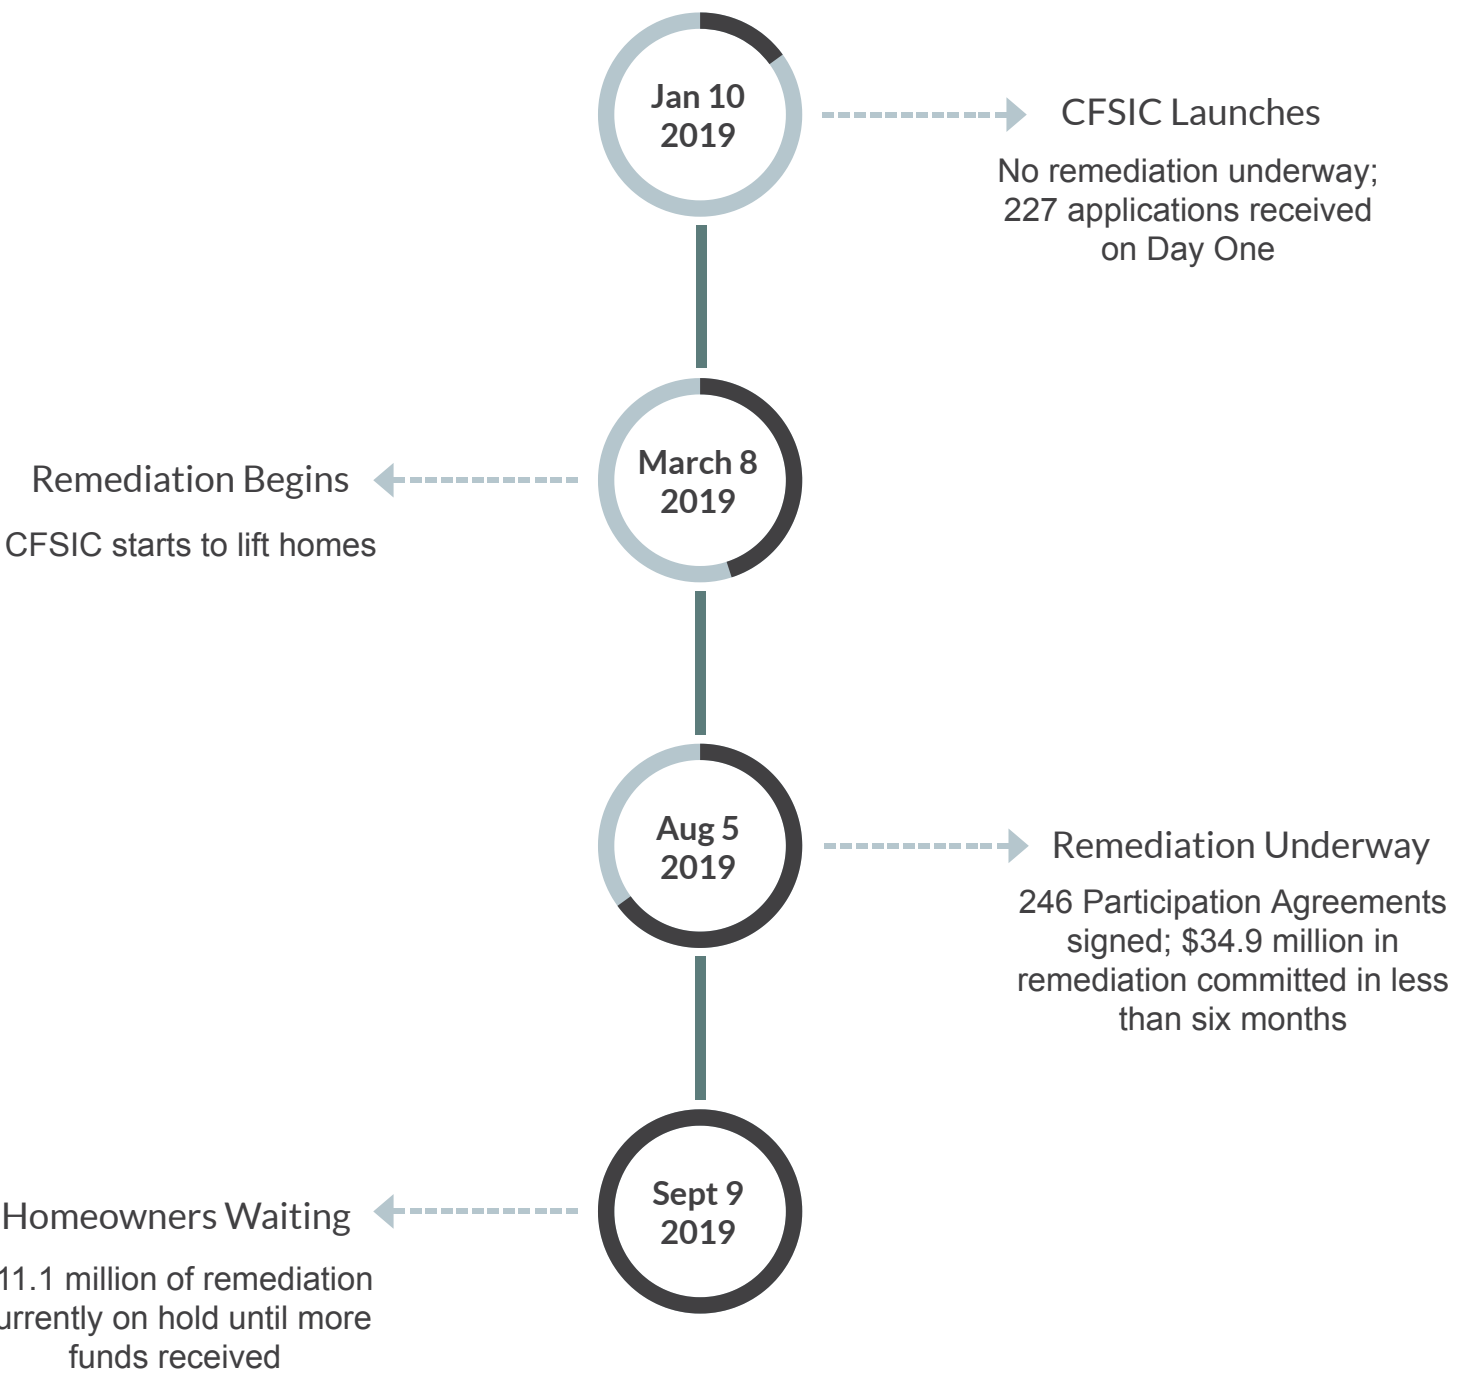 Jan 10
2019
CFSIC Launches
No remediation underway;
227 applications received
on Day One
March 8
2019
Remediation Begins
CFSIC starts to lift homes
Aug 5
2019
Remediation Underway
246 Participation Agreements
signed; $34.9 million in
remediation committed in less
than six months
Sept 9
2019
Homeowners Waiting
11.1 million of remediation
urrently on hold until more
funds received